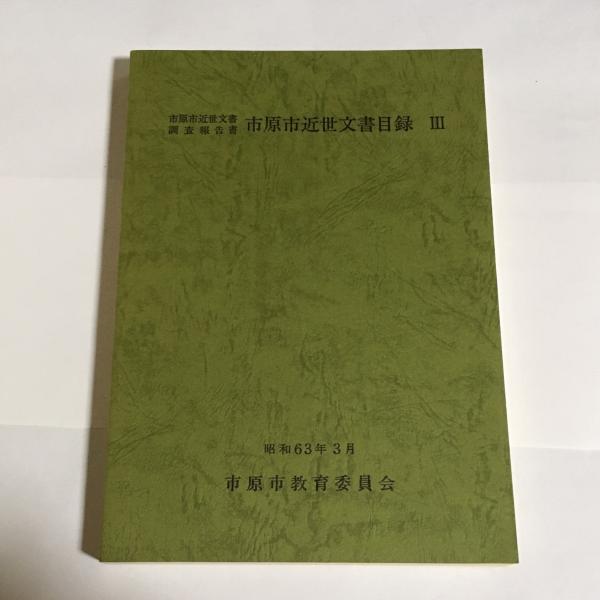 市原市近世文書
調査報告書
市原市近世文書目録 III
昭和63年3月
市原市教育委員会